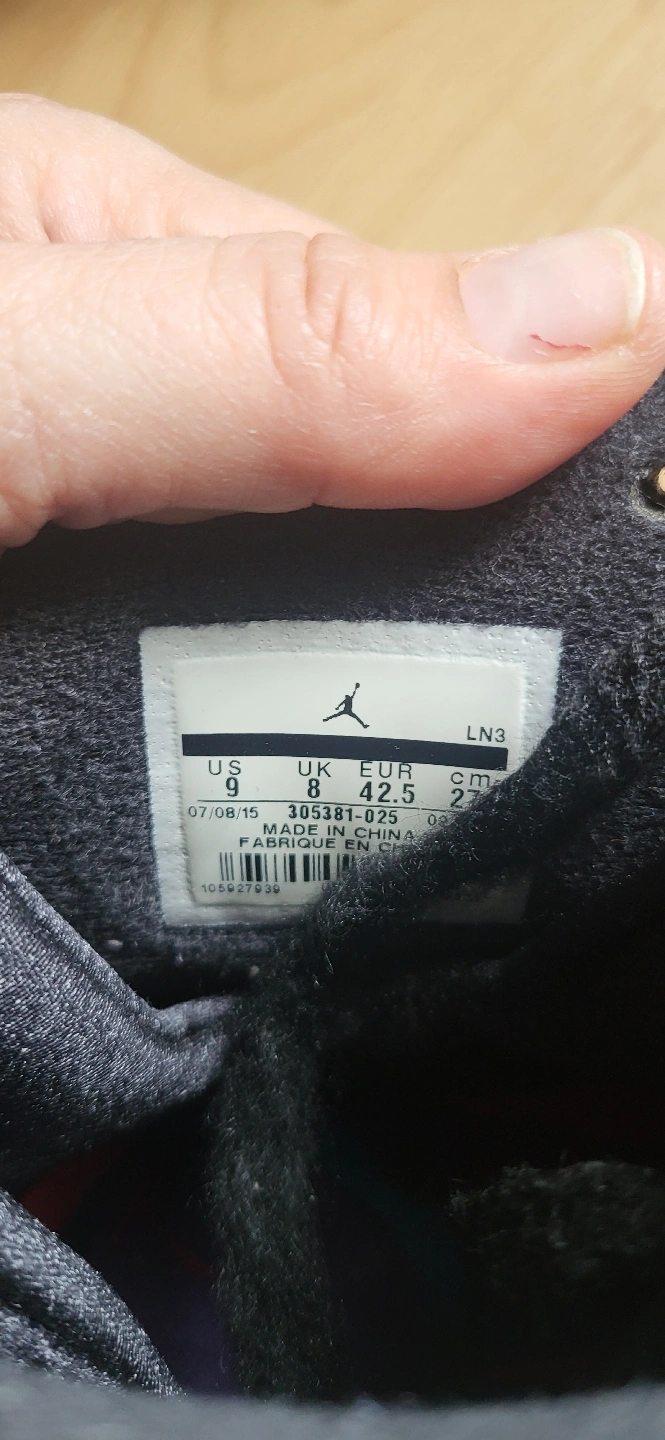 LN3
US UK EUR cm
9 8 42.5 27
07/08/15 305381-025
MADE IN CHINA
FABRIQUE EN
105927939